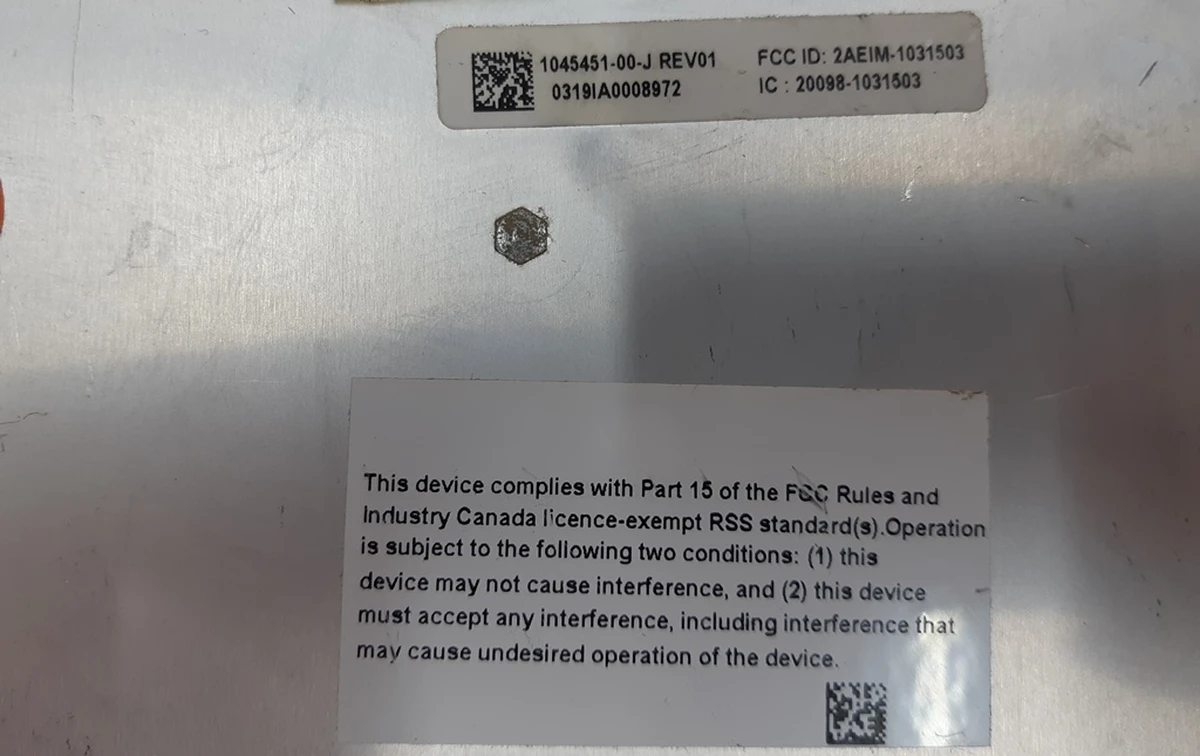 1045451-00-J REV01 FCC ID: 2AEIM-1031503
0319IA0008972 IC : 20098-1031503
This device complies with Part 15 of the FCC Rules and
Industry Canada licence-exempt RSS standard(s).Operation
is subject to the following two conditions: (1) this
device may not cause interference, and (2) this device
must accept any interference, including interference that
may cause undesired operation of the device.